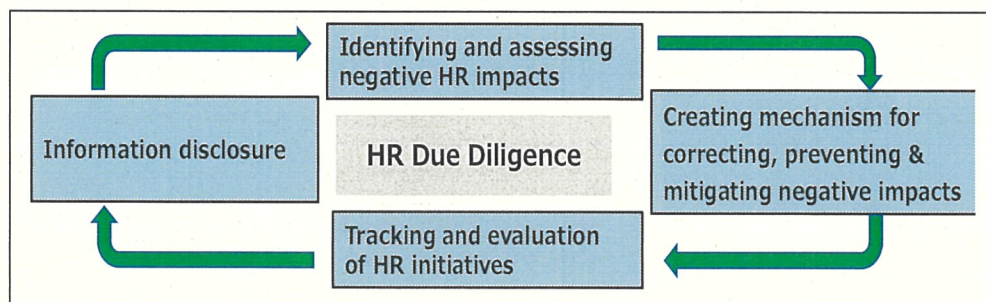 Identifying and assessing
negative HR impacts
Information disclosure
HR Due Diligence
Creating mechanism for
correcting, preventing &
mitigating negative impacts
Tracking and evaluation
of HR initiatives